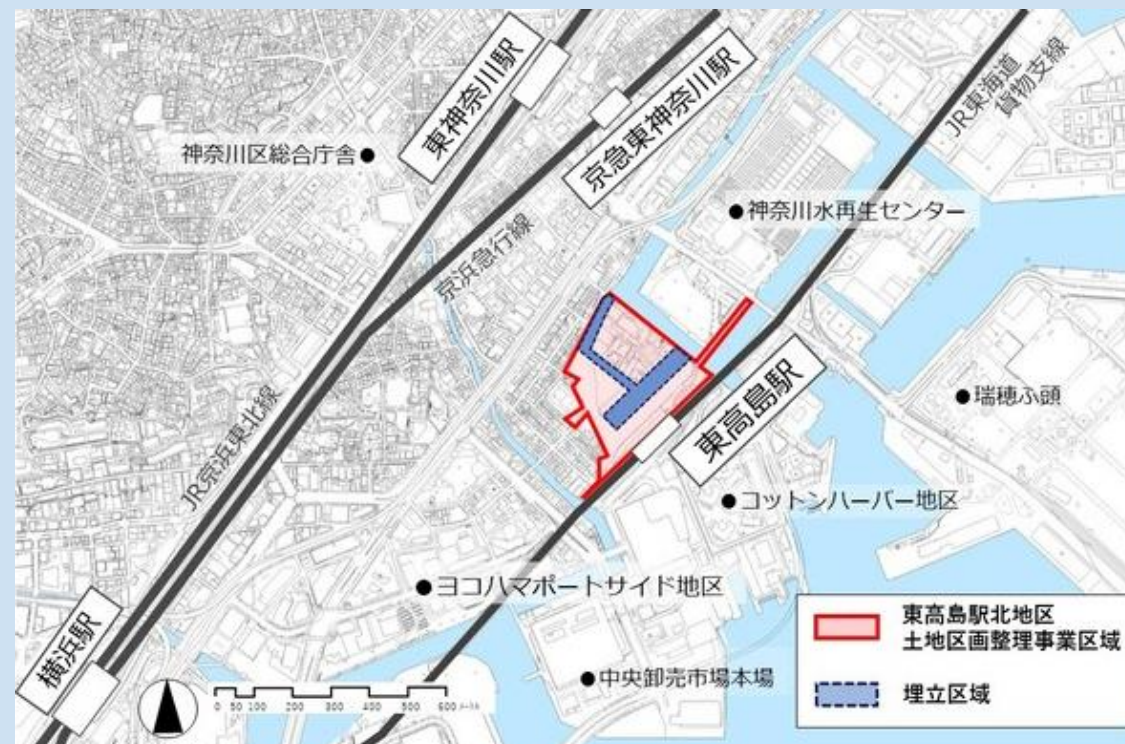 東神奈川駅
京急東神奈川駅
JR東海道
貨物支線
神奈川区総合庁舎
神奈川水再生センター
京浜急行線
JR京浜東北線
東高島駅
瑞穂ふ頭
コットンハーバー地区
ヨコハマポートサイド地区
横浜駅
中央卸売市場本場
0 50 100 200 300 400 500 600 メートル
東高島駅北地区
土地区画整理事業区域
埋立区域